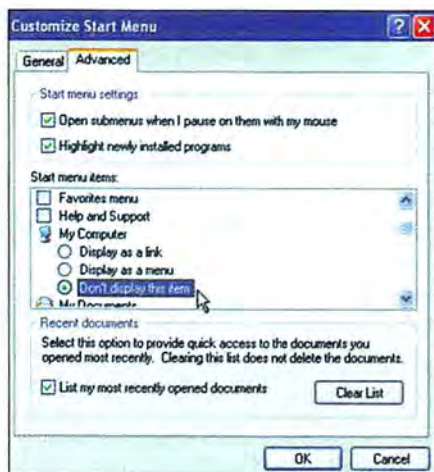 Customize Start Menu
General
Advanced
Start menu settings
Open submenus when I pause on them with my mouse
Highlight newly installed programs
Start menu items:
Favorites menu
Help and Support
My Computer
Display as a link
Display as a menu
Don't display this item
My Documents
Recent documents
Select this option to provide quick access to the documents you
opened most recently. Clearing this list does not delete the documents.
List my most recently opened documents
Clear List
OK
Cancel